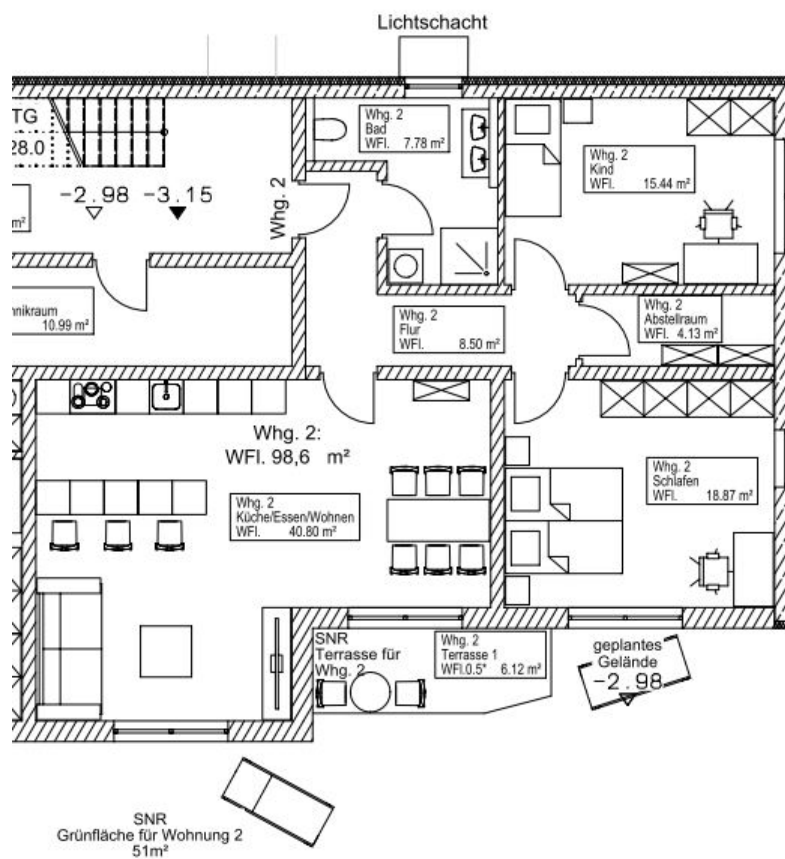 Lichtschacht
TG
28.0
-2.98
-3.15
m²
Whg. 2
Whg. 2
Bad
WFl. 7.78 m²
Whg. 2
Kind
WFl. 15.44 m²
nikraum
10.99 m²
Whg. 2
Flur
WFl. 8.50 m²
Whg. 2
Abstellraum
WFl. 4.13 m²
Whg. 2:
WFl. 98,6 m²
Whg. 2
Küche/Essen/Wohnen
WFl. 40.80 m²
Whg. 2
Schlafen
WFl. 18.87 m²
SNR
Terrasse für
Whg. 2
Whg. 2
Terrasse 1
WFl.0.5* 6.12 m²
geplantes
Gelände
-2.98
SNR
Grünfläche für Wohnung 2
51m²